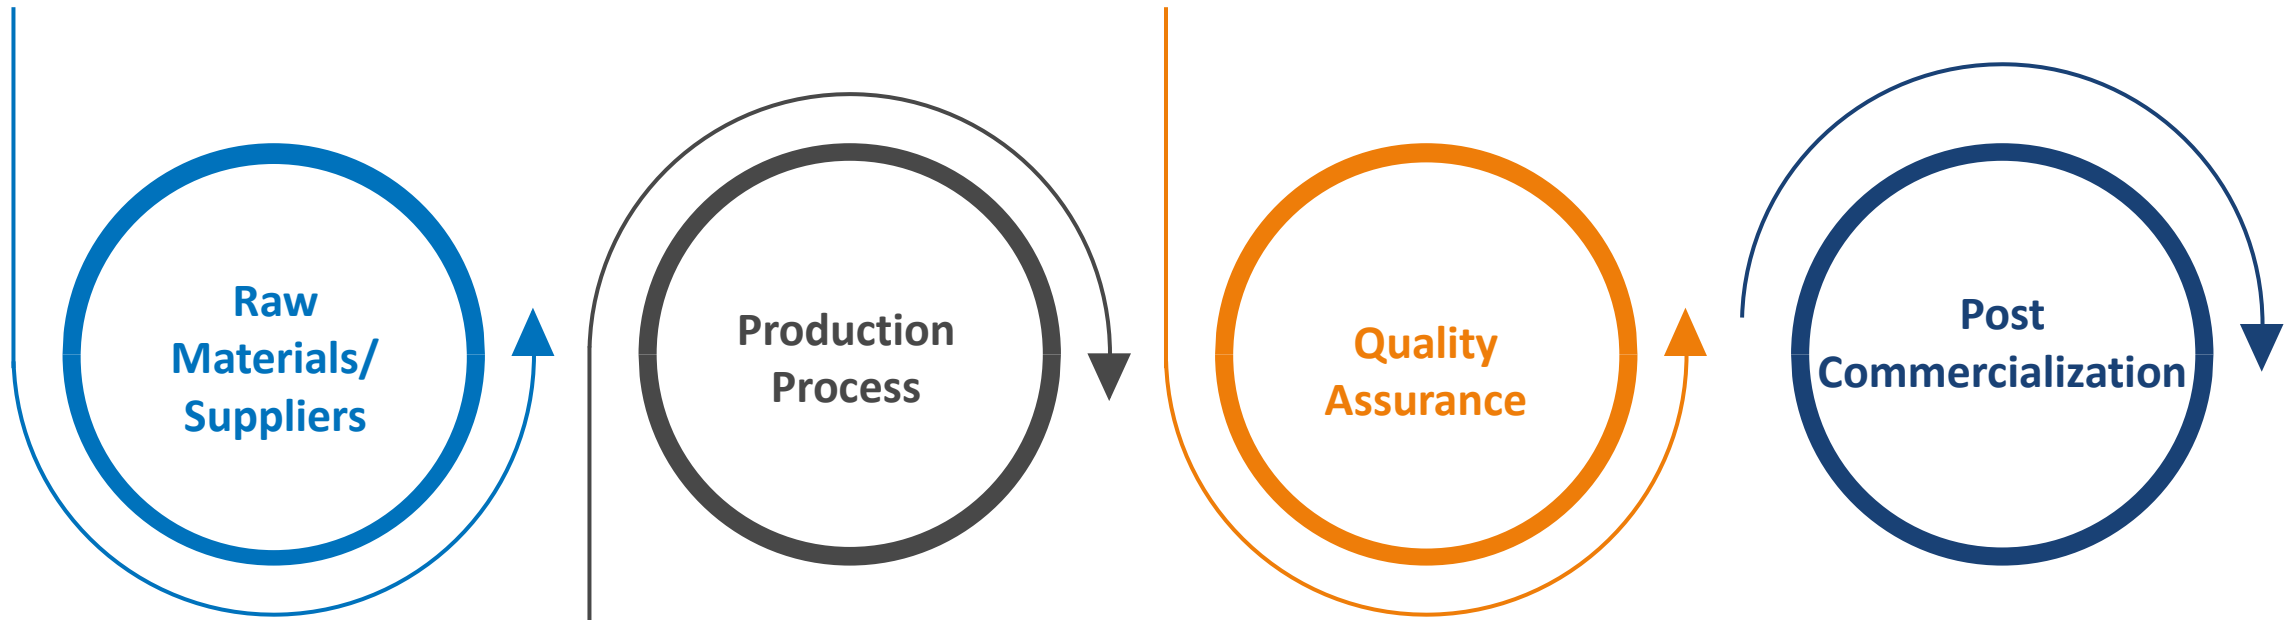 Raw
Materials/
Suppliers
Production
Process
Quality
Assurance
Post
Commercialization